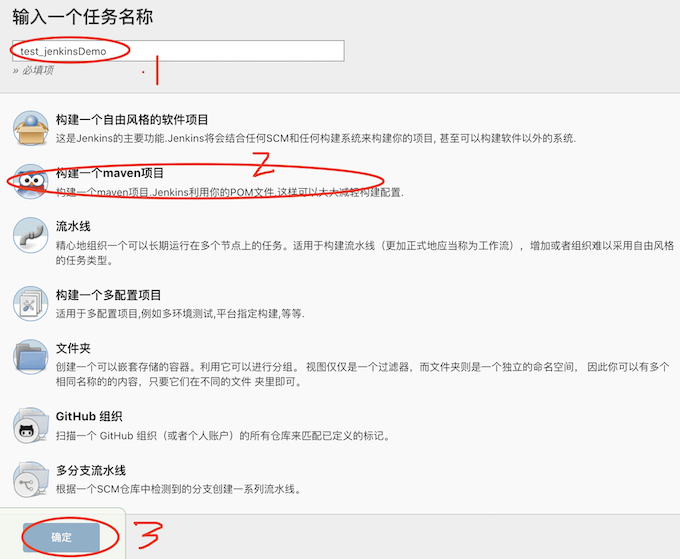 输入一个任务名称
test_jenkinsDemo
» 必填项
1
构建一个自由风格的软件项目
这是Jenkins的主要功能.Jenkins将会结合任何SCM和任何构建系统来构建你的项目, 甚至可以构建软件以外的系统.
2
构建一个maven项目
构建一个maven项目.Jenkins利用你的POM文件,这样可以大大减轻构建配置.
流水线
精心地组织一个可以长期运行在多个节点上的任务。适用于构建流水线（更加正式地应当称为工作流），增加或者组织难以采用自由风格
的任务类型。
构建一个多配置项目
适用于多配置项目,例如多环境测试,平台指定构建,等等.
文件夹
创建一个可以嵌套存储的容器。利用它可以进行分组。 视图仅仅是一个过滤器，而文件夹则是一个独立的命名空间， 因此你可以有多个
相同名称的的内容，只要它们在不同的文件 夹里即可。
GitHub 组织
扫描一个 GitHub 组织（或者个人账户）的所有仓库来匹配已定义的标记。
多分支流水线
根据一个SCM仓库中检测到的分支创建一系列流水线。
确定
3